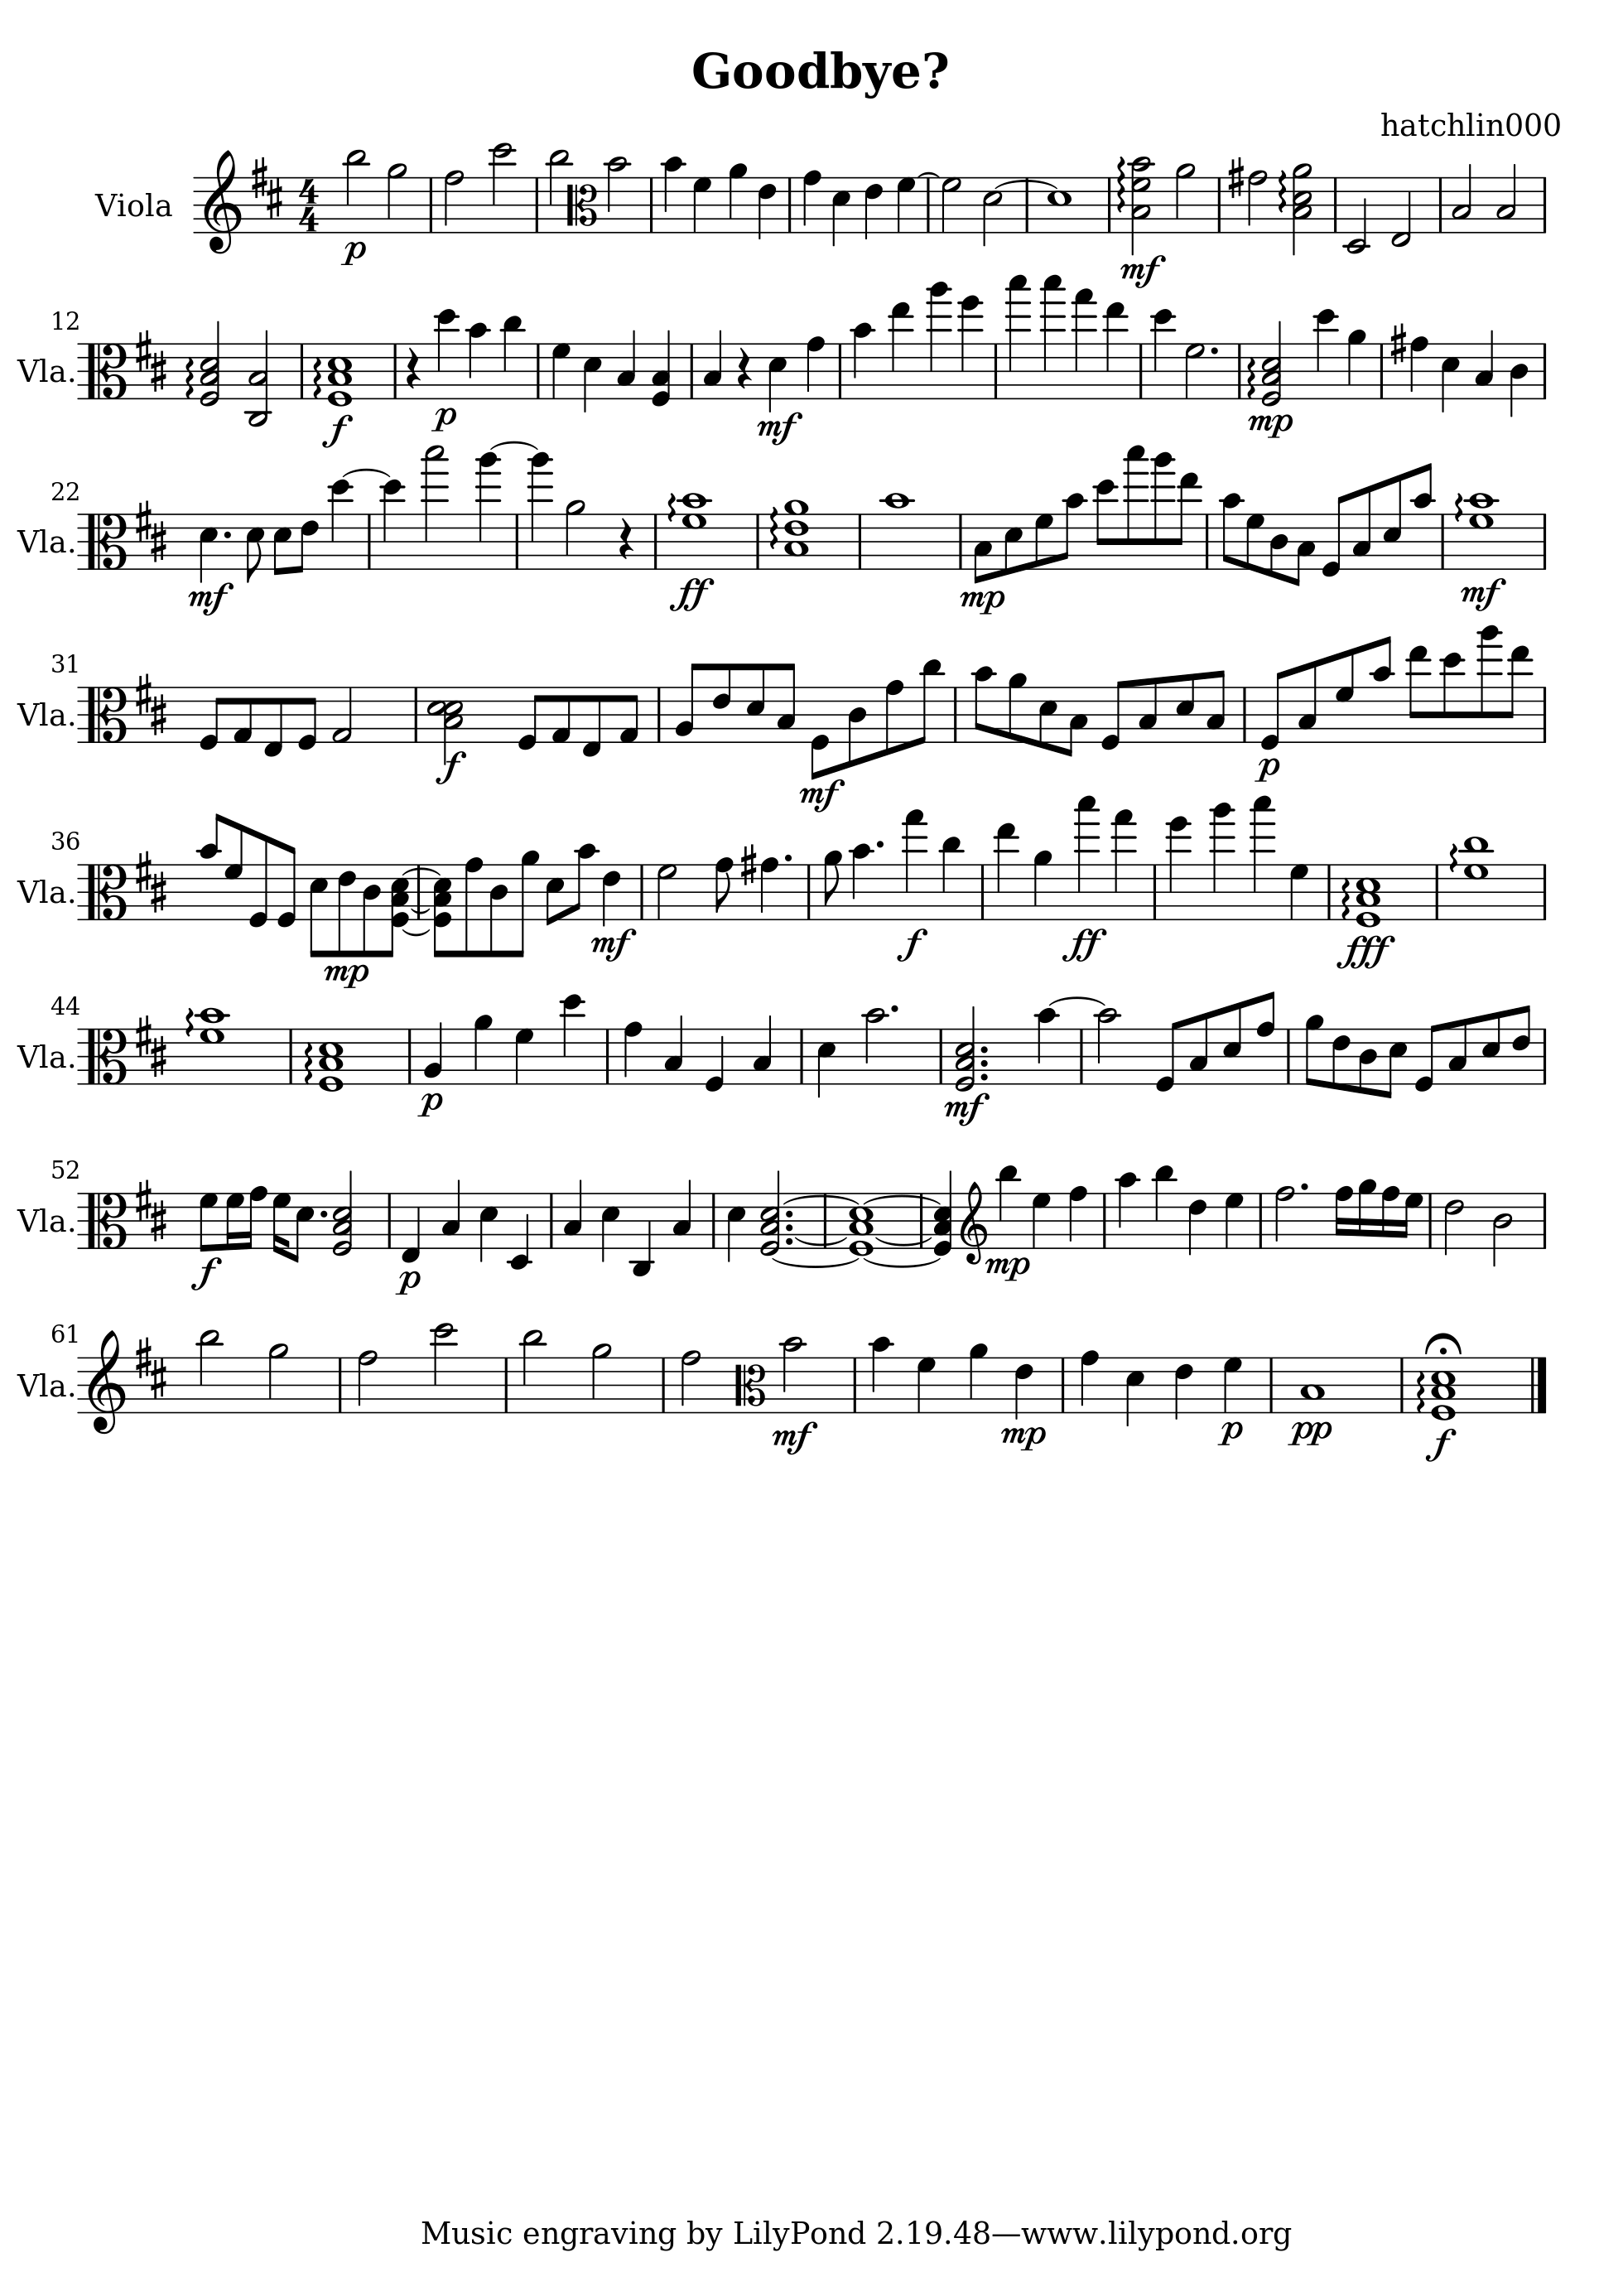 Goodbye?
hatchlin000
Viola
4
4
p
mf
12
Vla.
f
p
mf
mp
22
Vla.
mf
ff
mp
mf
31
Vla.
f
mf
p
36
Vla.
mp
mf
f
ff
fff
44
Vla.
p
mf
52
Vla.
f
p
mp
61
Vla.
mf
mp
p
pp
f
Music engraving by LilyPond 2.19.48—www.lilypond.org